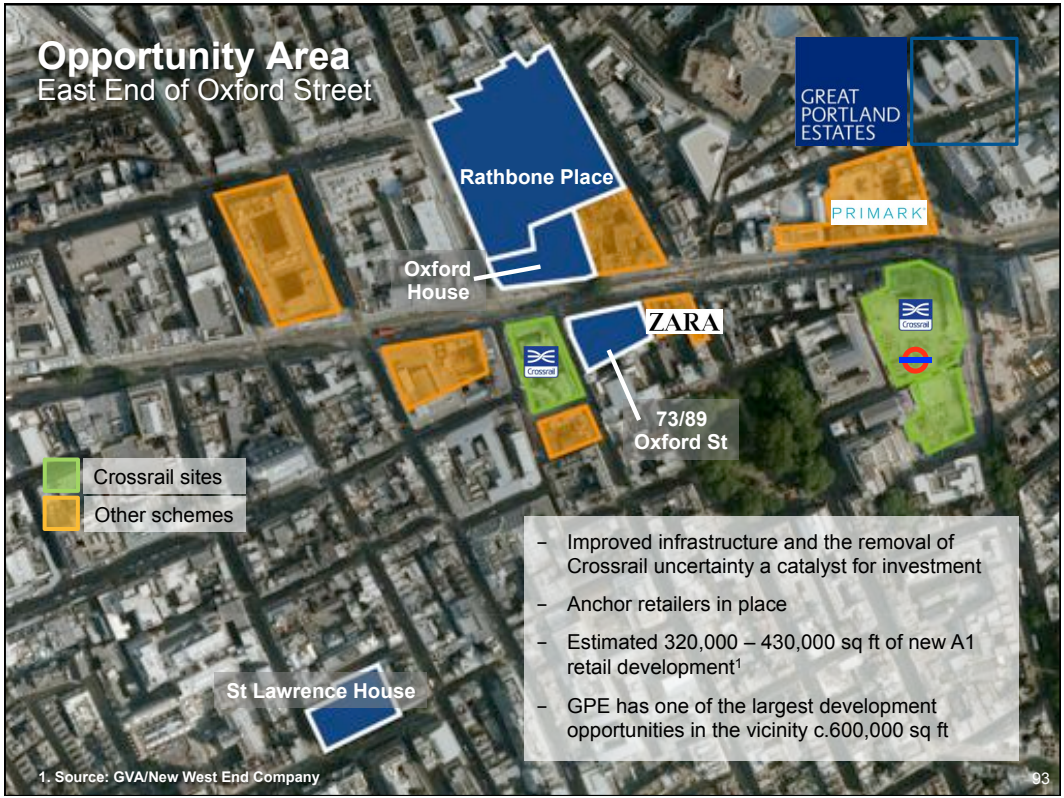 Opportunity Area
East End of Oxford Street
GREAT
PORTLAND
ESTATES
Rathbone Place
PRIMARK
Oxford
House
ZARA
Crossrail
Crossrail
73/89
Oxford St
Crossrail sites
Other schemes
– Improved infrastructure and the removal of
Crossrail uncertainty a catalyst for investment
– Anchor retailers in place
– Estimated 320,000 – 430,000 sq ft of new A1
retail development¹
– GPE has one of the largest development
opportunities in the vicinity c.600,000 sq ft
St Lawrence House
1. Source: GVA/New West End Company
93